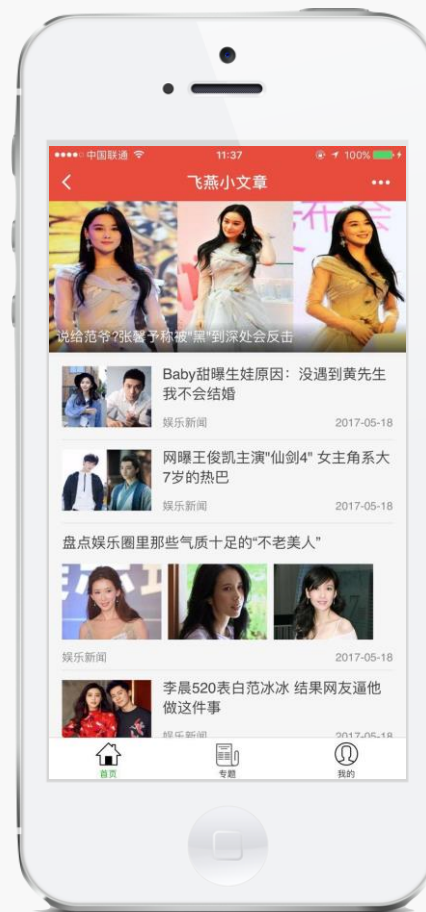 中国联通 11:37 100%
飞燕小文章
说给范爷?张馨予称被"黑"到深处会反击
Baby甜曝生娃原因：没遇到黄先生
我不会结婚
娱乐新闻 2017-05-18
网曝王俊凯主演"仙剑4" 女主角系大
7岁的热巴
娱乐新闻 2017-05-18
盘点娱乐圈里那些气质十足的“不老美人”
娱乐新闻 2017-05-18
李晨520表白范冰冰 结果网友逼他
做这件事
娱乐新闻 2017-05-18
首页 专题 我的